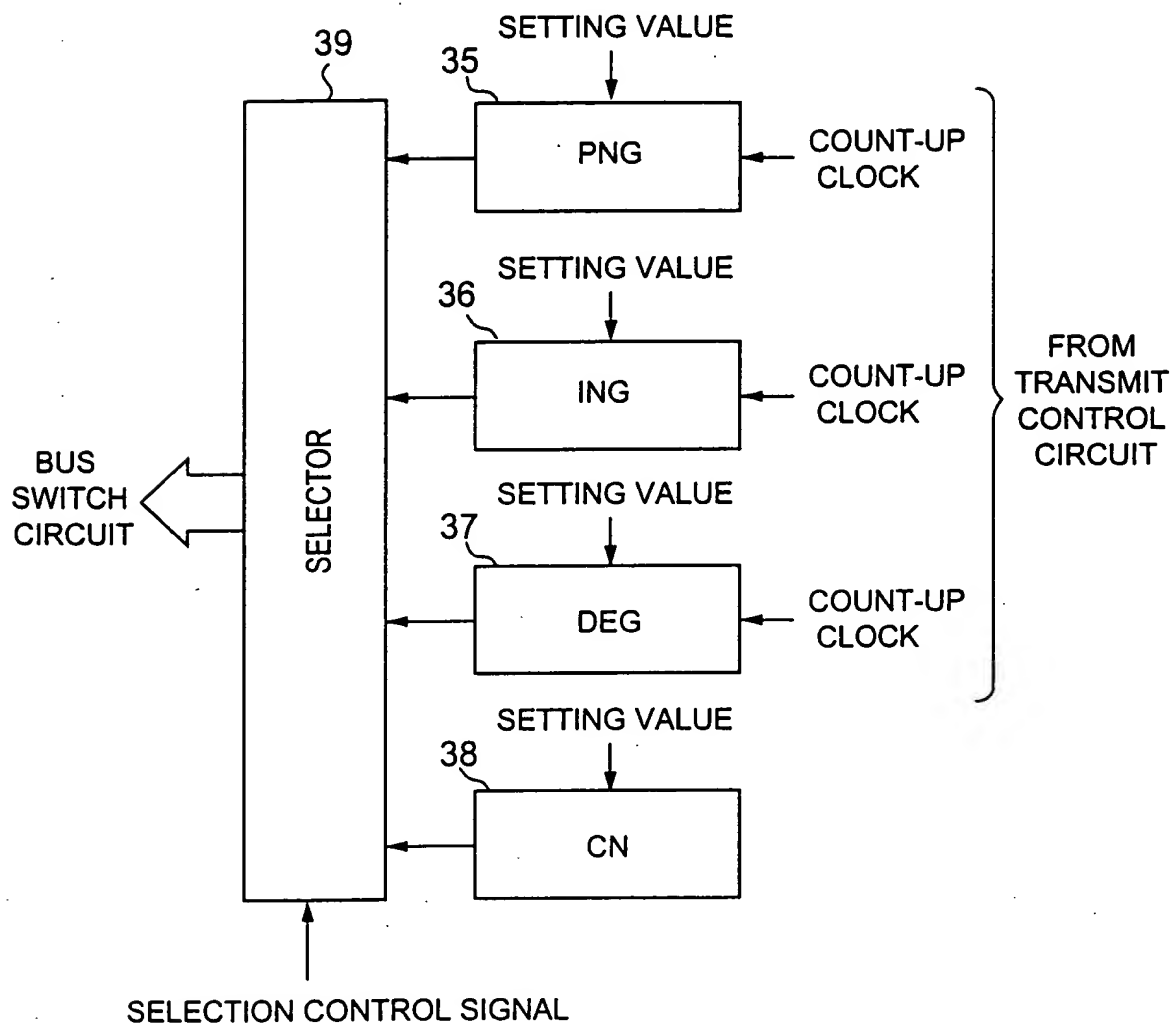 SETTING VALUE
39
35
PNG
COUNT-UP
CLOCK
SETTING VALUE
36
ING
COUNT-UP
CLOCK
FROM
TRANSMIT
CONTROL
CIRCUIT
BUS
SWITCH
CIRCUIT
SELECTOR
SETTING VALUE
37
DEG
COUNT-UP
CLOCK
SETTING VALUE
38
CN
SELECTION CONTROL SIGNAL